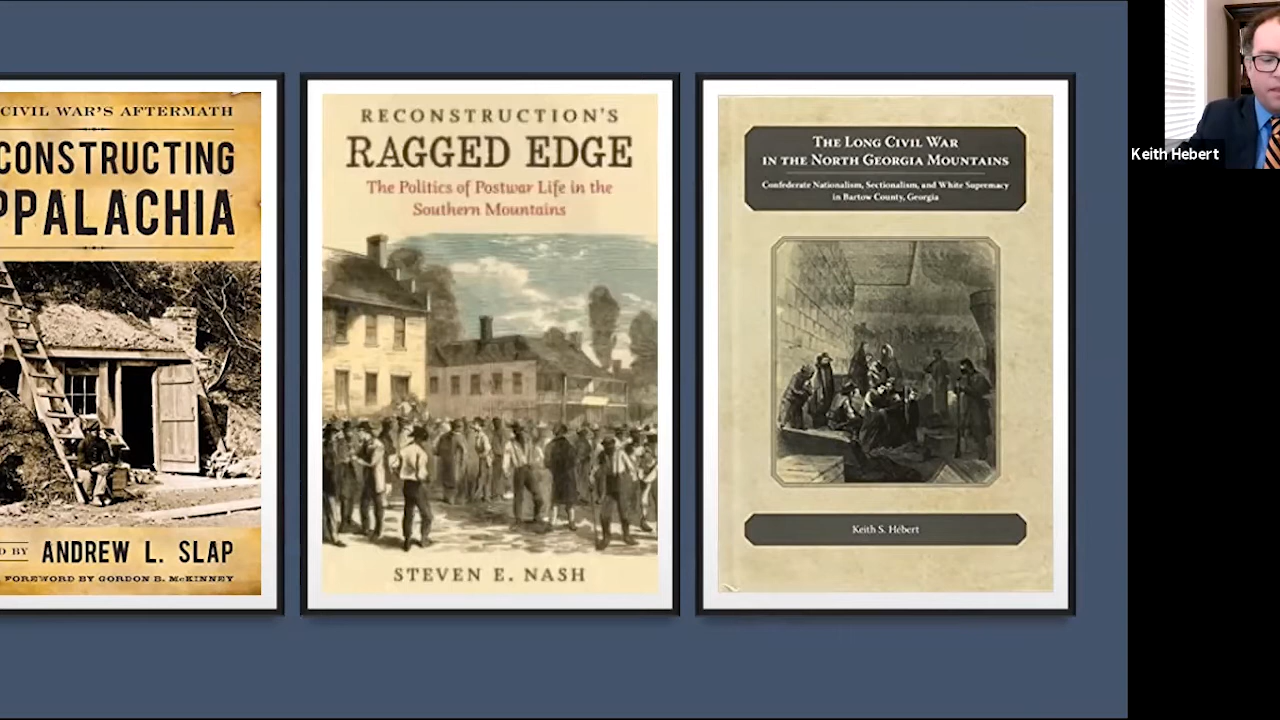 CIVIL WAR'S AFTERMATH
CONSTRUCTING
PPALACHIA
D BY ANDREW L. SLAP
FOREWORD BY GORDON B. McKINNEY
RECONSTRUCTION'S
RAGGED EDGE
The Politics of Postwar Life in the
Southern Mountains
STEVEN E. NASH
The Long Civil War
in the North Georgia Mountains
Confederate Nationalism, Sectionalism, and White Supremacy
in Bartow County, Georgia
Keith S. Hébert
Keith Hebert